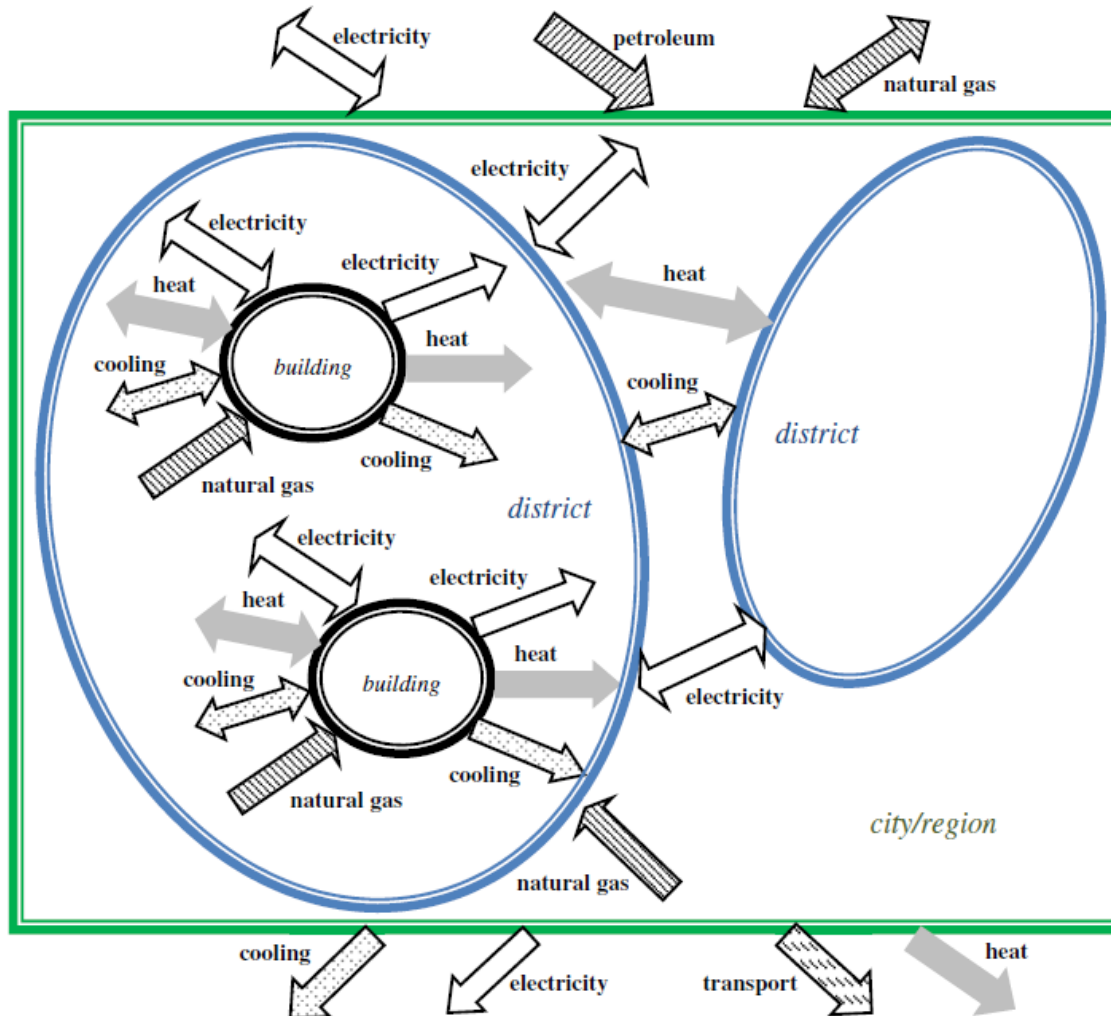 electricity
petroleum
natural gas
electricity
electricity
electricity
heat
heat
heat
cooling
building
cooling
district
cooling
natural gas
district
electricity
electricity
heat
heat
cooling
building
electricity
cooling
natural gas
city/region
natural gas
cooling
electricity
transport
heat